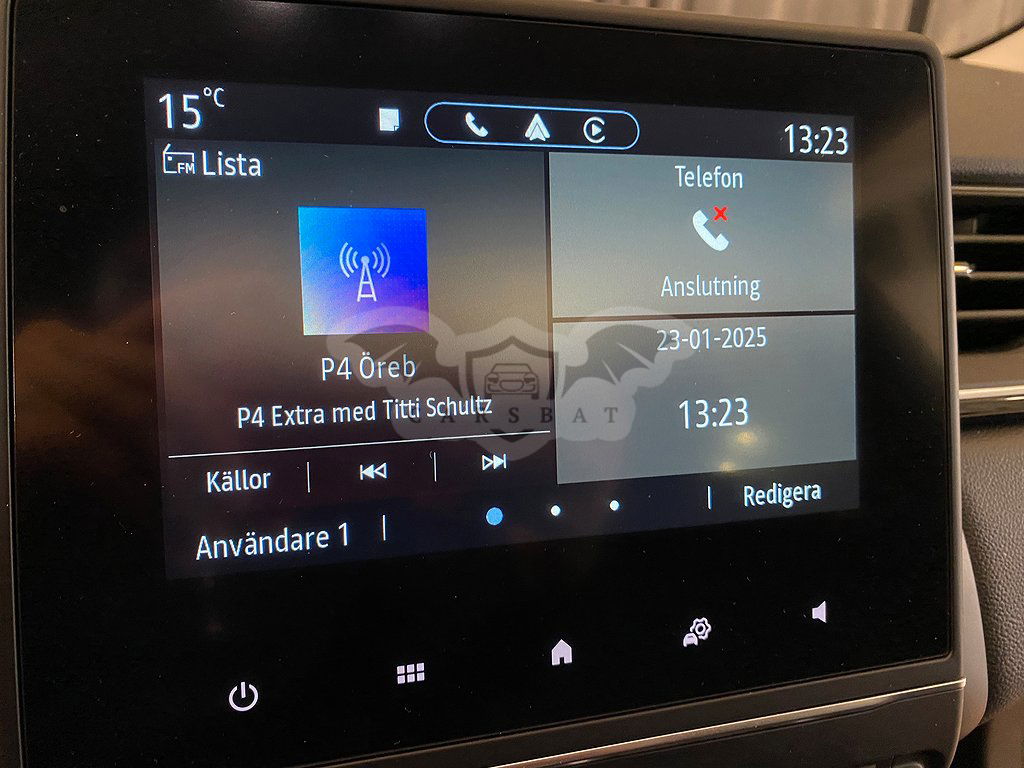 15°C
13:23
FM Lista
Telefon
Anslutning
P4 Öreb
P4 Extra med Titti Schultz
23-01-2025
13:23
CARSBAT
Källor
Användare 1
Redigera